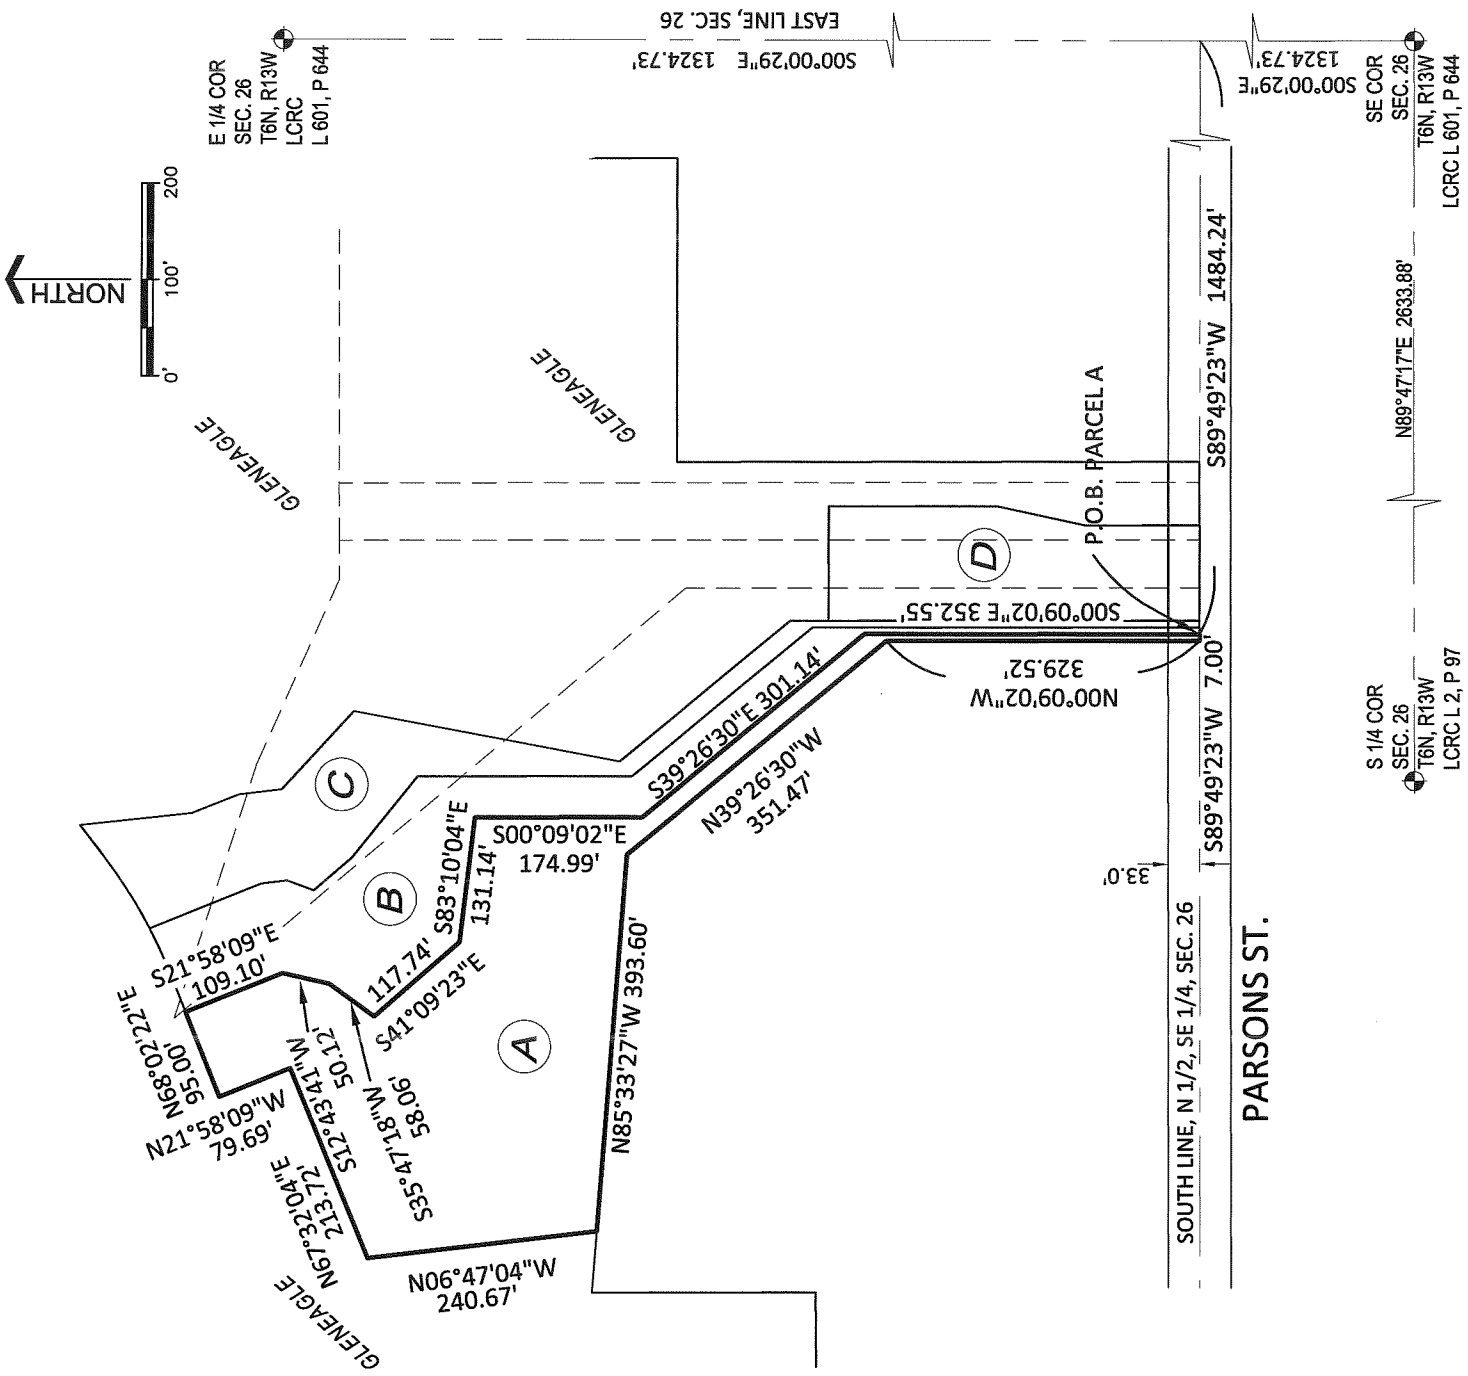 E 1/4 COR
SEC. 26
T6N, R13W
LCRC
L 601, P 644
EAST LINE, SEC. 26
S00°00'29"E 1324.73'
S00°00'29"E
1324.73'
SE COR
SEC. 26
T6N, R13W
LCRC L 601, P 644
NORTH
0'
100'
200
GLENEAGLE
GLENEAGLE
P.O.B. PARCEL A
S89°49'23"W 1484.24'
N89°47'17"E 2633.88'
D
S00°09'02"E 352.55'
N00°09'02"W
329.52'
S89°49'23"W 7.00'
S 1/4 COR
SEC. 26
T6N, R13W
LCRC L 2, P 97
C
B
S39°26'30"E 301.14'
N39°26'30"W
351.47'
S00°09'02"E
174.99'
S83°10'04"E
131.14'
117.74'
S41°09'23"E
S21°58'09"E
109.10'
N68°02'22"E
95.00'
N21°58'09"W
79.69'
S12°43'41"W
50.12'
S35°47'18"W
58.06'
N67°32'04"E
213.72'
A
N85°33'27"W 393.60'
N06°47'04"W
240.67'
GLENEAGLE
33.0'
SOUTH LINE, N 1/2, SE 1/4, SEC. 26
PARSONS ST.